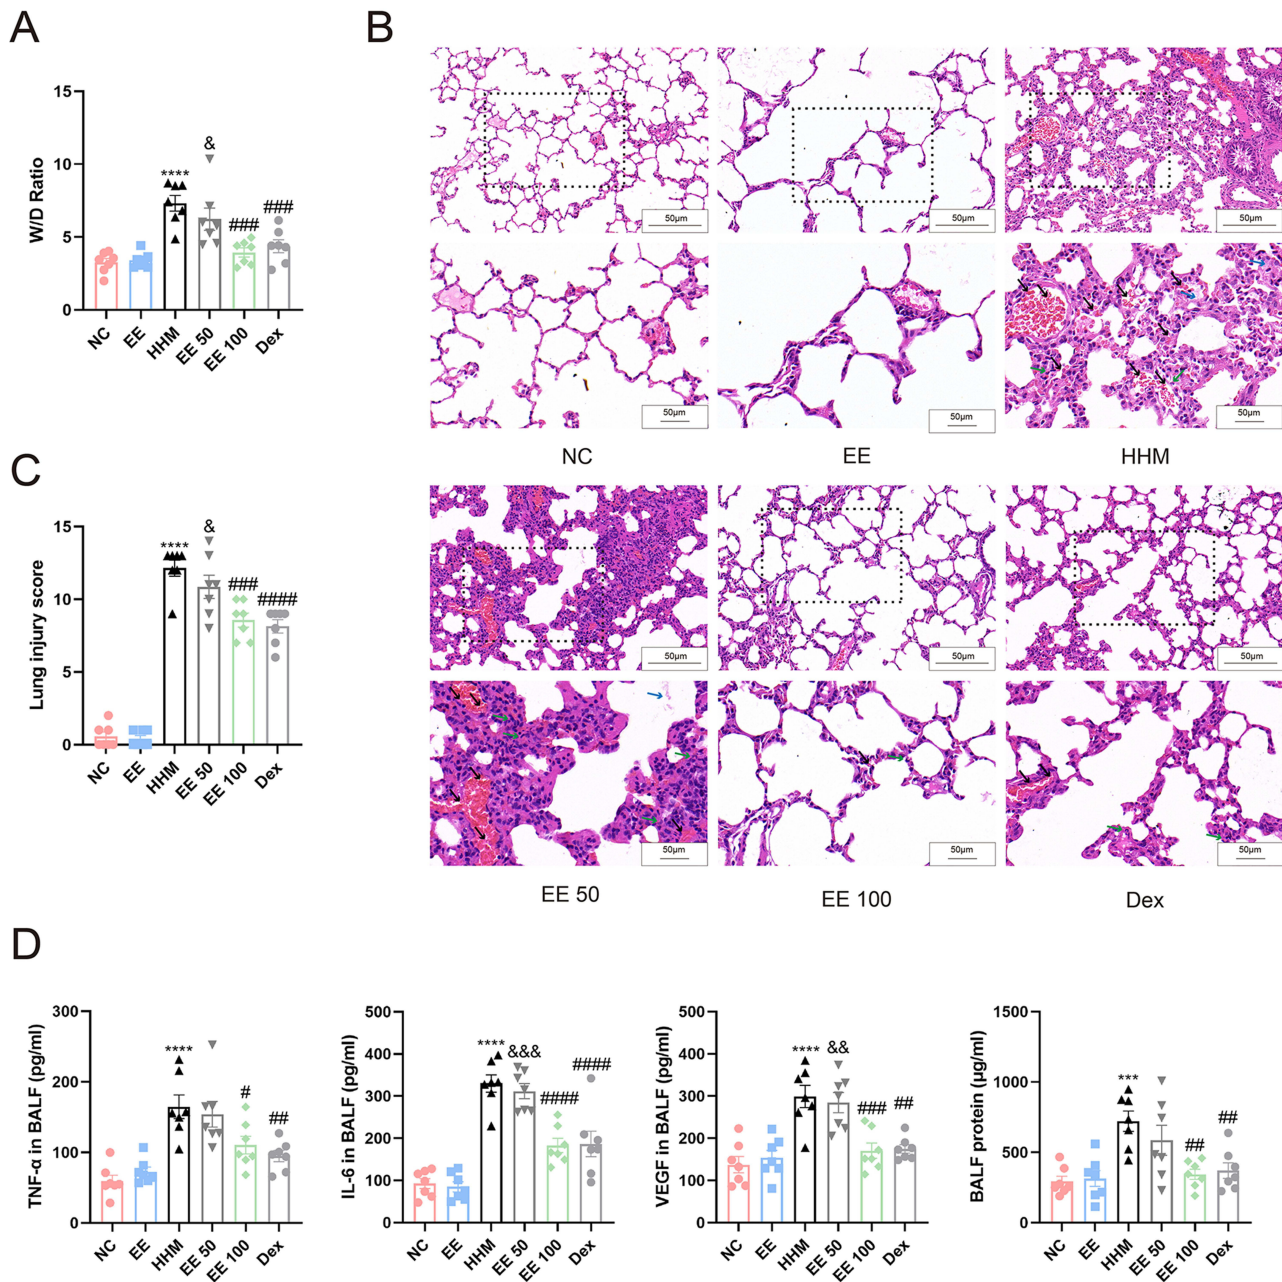 A
W/D Ratio
15
10
5
0
****
&
###
###
NC
EE
HHM
EE 50
EE 100
Dex
B
50μm
50μm
50μm
50μm
50μm
50μm
NC
EE
HHM
C
Lung injury score
15
10
5
0
****
&
###
####
NC
EE
HHM
EE 50
EE 100
Dex
50μm
50μm
50μm
50μm
50μm
50μm
EE 50
EE 100
Dex
D
TNF-α in BALF (pg/ml)
300
200
100
0
****
#
##
NC
EE
HHM
EE 50
EE 100
Dex
IL-6 in BALF (pg/ml)
500
400
300
200
100
0
****
&&&
####
####
NC
EE
HHM
EE 50
EE 100
Dex
VEGF in BALF (pg/ml)
500
400
300
200
100
0
****
&&
###
##
NC
EE
HHM
EE 50
EE 100
Dex
BALF protein (μg/ml)
1500
1000
500
0
***
##
##
NC
EE
HHM
EE 50
EE 100
Dex